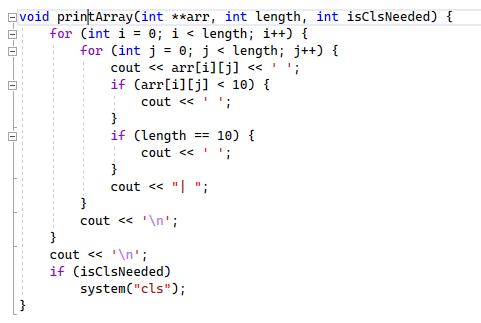 void printArray(int **arr, int length, int isClsNeeded) {
    for (int i = 0; i < length; i++) {
        for (int j = 0; j < length; j++) {
            cout << arr[i][j] << ' ';
            if (arr[i][j] < 10) {
                cout << ' ';
            }
            if (length == 10) {
                cout << ' ';
            }
            cout << "| ";
        }
        cout << '\n';
    }
    cout << '\n';
    if (isClsNeeded)
        system("cls");
}